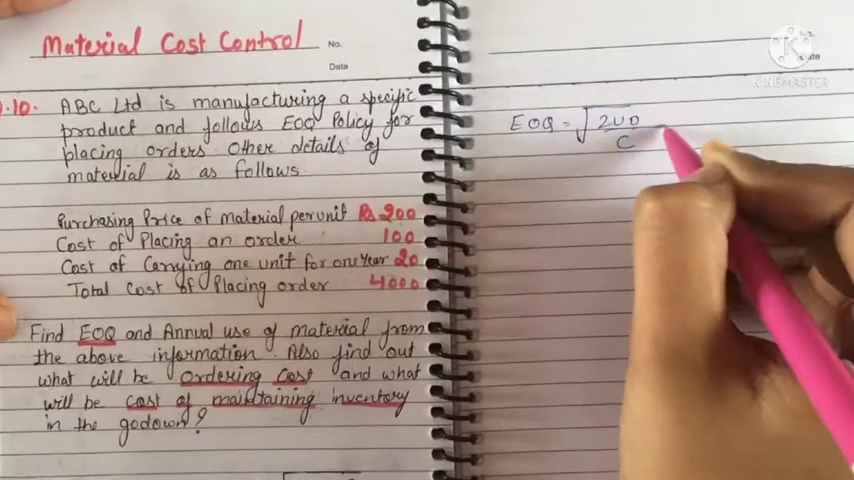 Material Cost Control
No.
Date
Q.10. ABC Ltd is manufacturing a specific
product and follows EOQ Policy for
placing orders other details of
material is as follows.
Purchasing Price of material per unit Rs 200
Cost of Placing an order 100
Cost of Carrying one unit for one Year 20
Total Cost of Placing order 4000
Find EOQ and Annual use of material from
the above information. Also find out
what will be ordering cost and what
will be cost of maintaining inventory
in the godown?
EOQ = √2UO
C
K
KINEMASTER